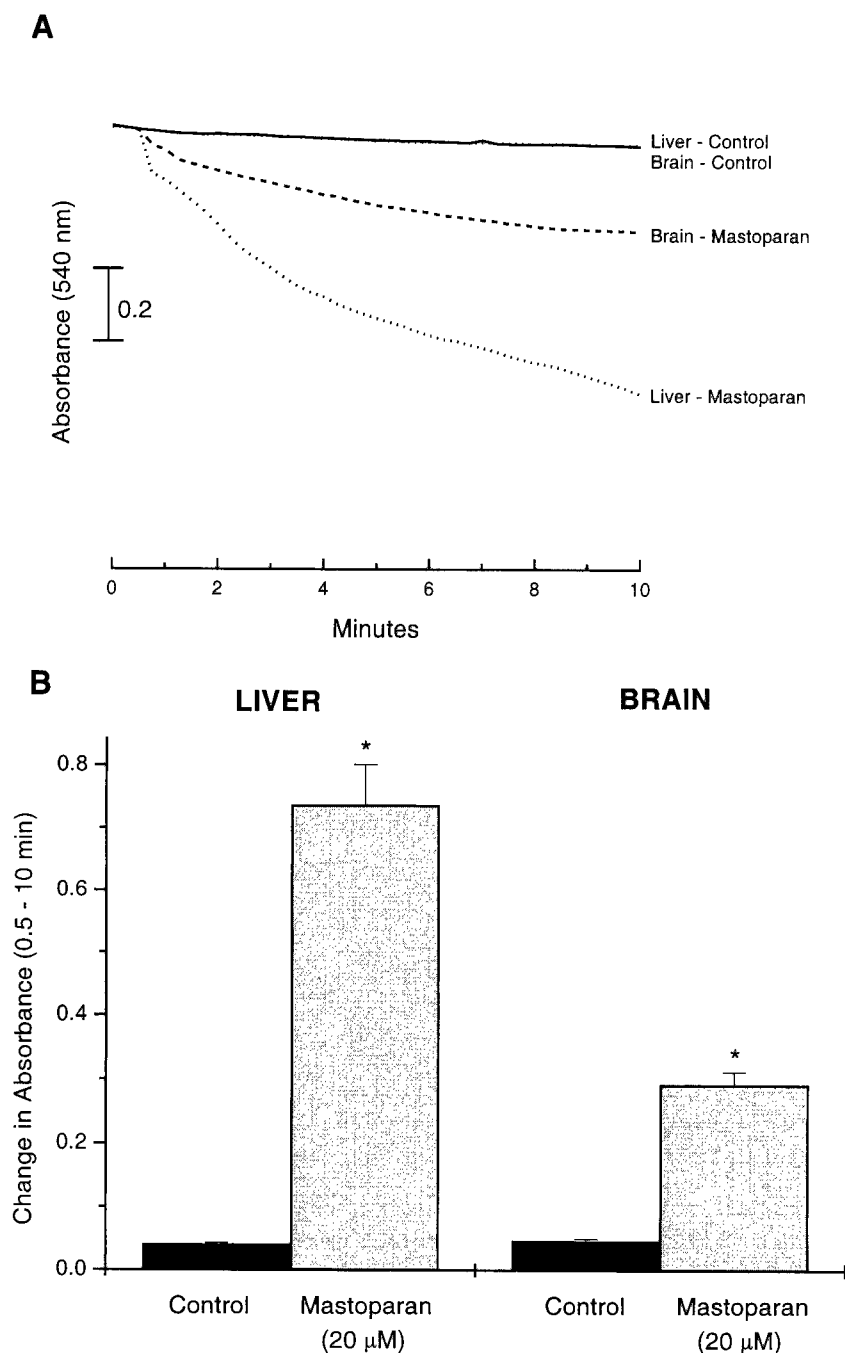 A
Liver - Control
Brain - Control
Brain - Mastoparan
Liver - Mastoparan
Absorbance (540 nm)
0.2
0 2 4 6 8 10
Minutes
B
LIVER BRAIN
* *
Change in Absorbance (0.5 - 10 min)
0.8
0.6
0.4
0.2
0.0
Control Mastoparan Control Mastoparan
(20 μM) (20 μM)